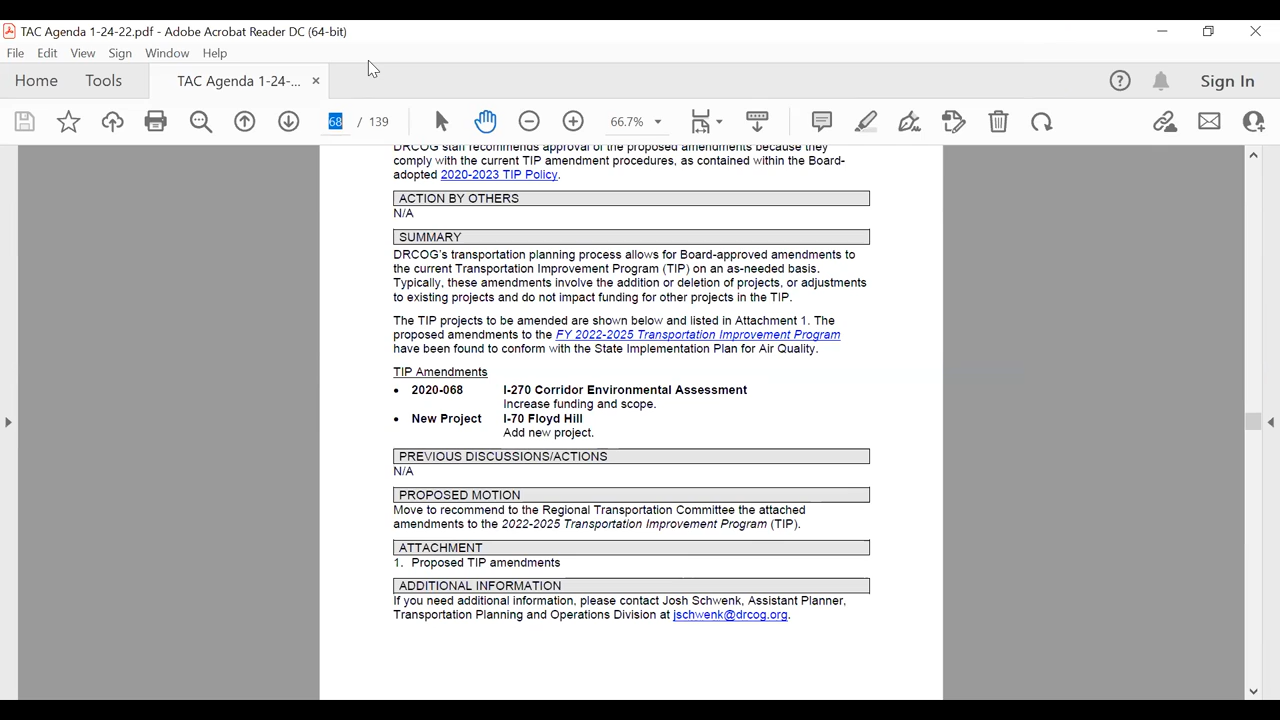 TAC Agenda 1-24-22.pdf - Adobe Acrobat Reader DC (64-bit)
File Edit View Sign Window Help
Home Tools TAC Agenda 1-24-... × Sign In
68 / 139 66.7%
DRCOG staff recommends approval of the proposed amendments because they
comply with the current TIP amendment procedures, as contained within the Board-
adopted 2020-2023 TIP Policy.
ACTION BY OTHERS
N/A
SUMMARY
DRCOG's transportation planning process allows for Board-approved amendments to
the current Transportation Improvement Program (TIP) on an as-needed basis.
Typically, these amendments involve the addition or deletion of projects, or adjustments
to existing projects and do not impact funding for other projects in the TIP.
The TIP projects to be amended are shown below and listed in Attachment 1. The
proposed amendments to the FY 2022-2025 Transportation Improvement Program
have been found to conform with the State Implementation Plan for Air Quality.
TIP Amendments
• 2020-068 I-270 Corridor Environmental Assessment
Increase funding and scope.
• New Project I-70 Floyd Hill
Add new project.
PREVIOUS DISCUSSIONS/ACTIONS
N/A
PROPOSED MOTION
Move to recommend to the Regional Transportation Committee the attached
amendments to the 2022-2025 Transportation Improvement Program (TIP).
ATTACHMENT
1. Proposed TIP amendments
ADDITIONAL INFORMATION
If you need additional information, please contact Josh Schwenk, Assistant Planner,
Transportation Planning and Operations Division at jschwenk@drcog.org.